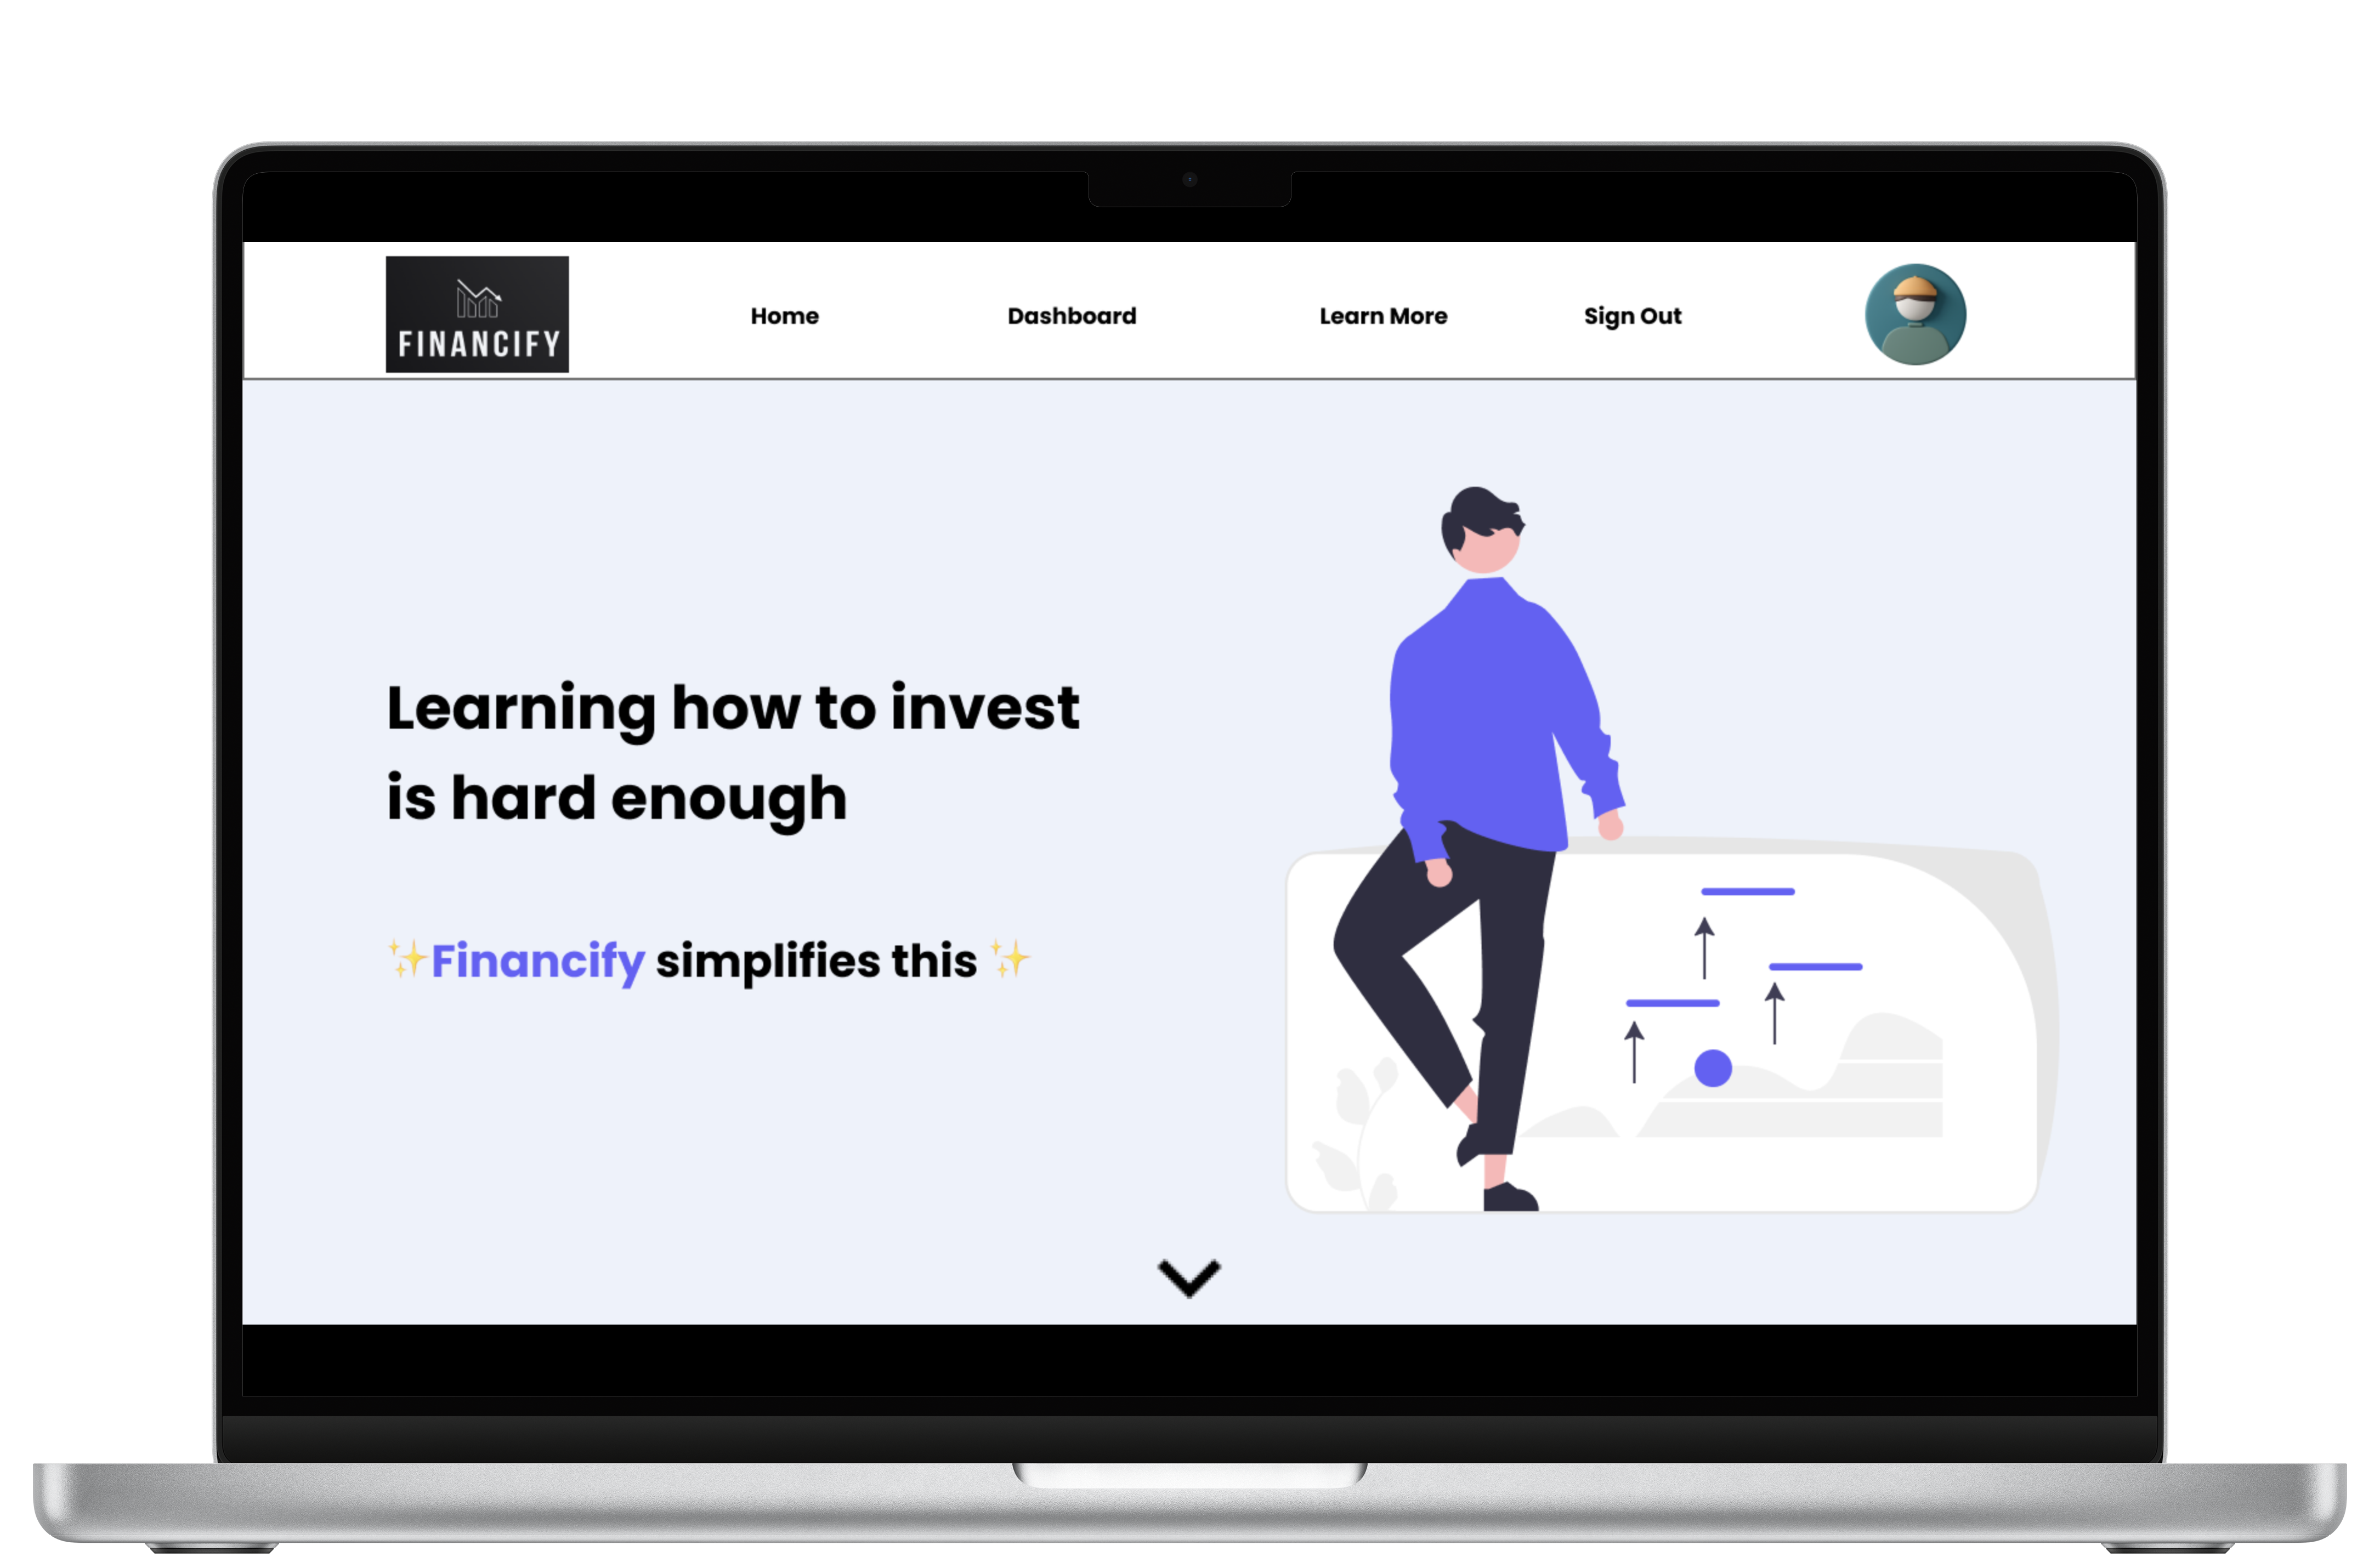 FINANCIFY
Home Dashboard Learn More Sign Out
Learning how to invest
is hard enough
✨Financify simplifies this ✨